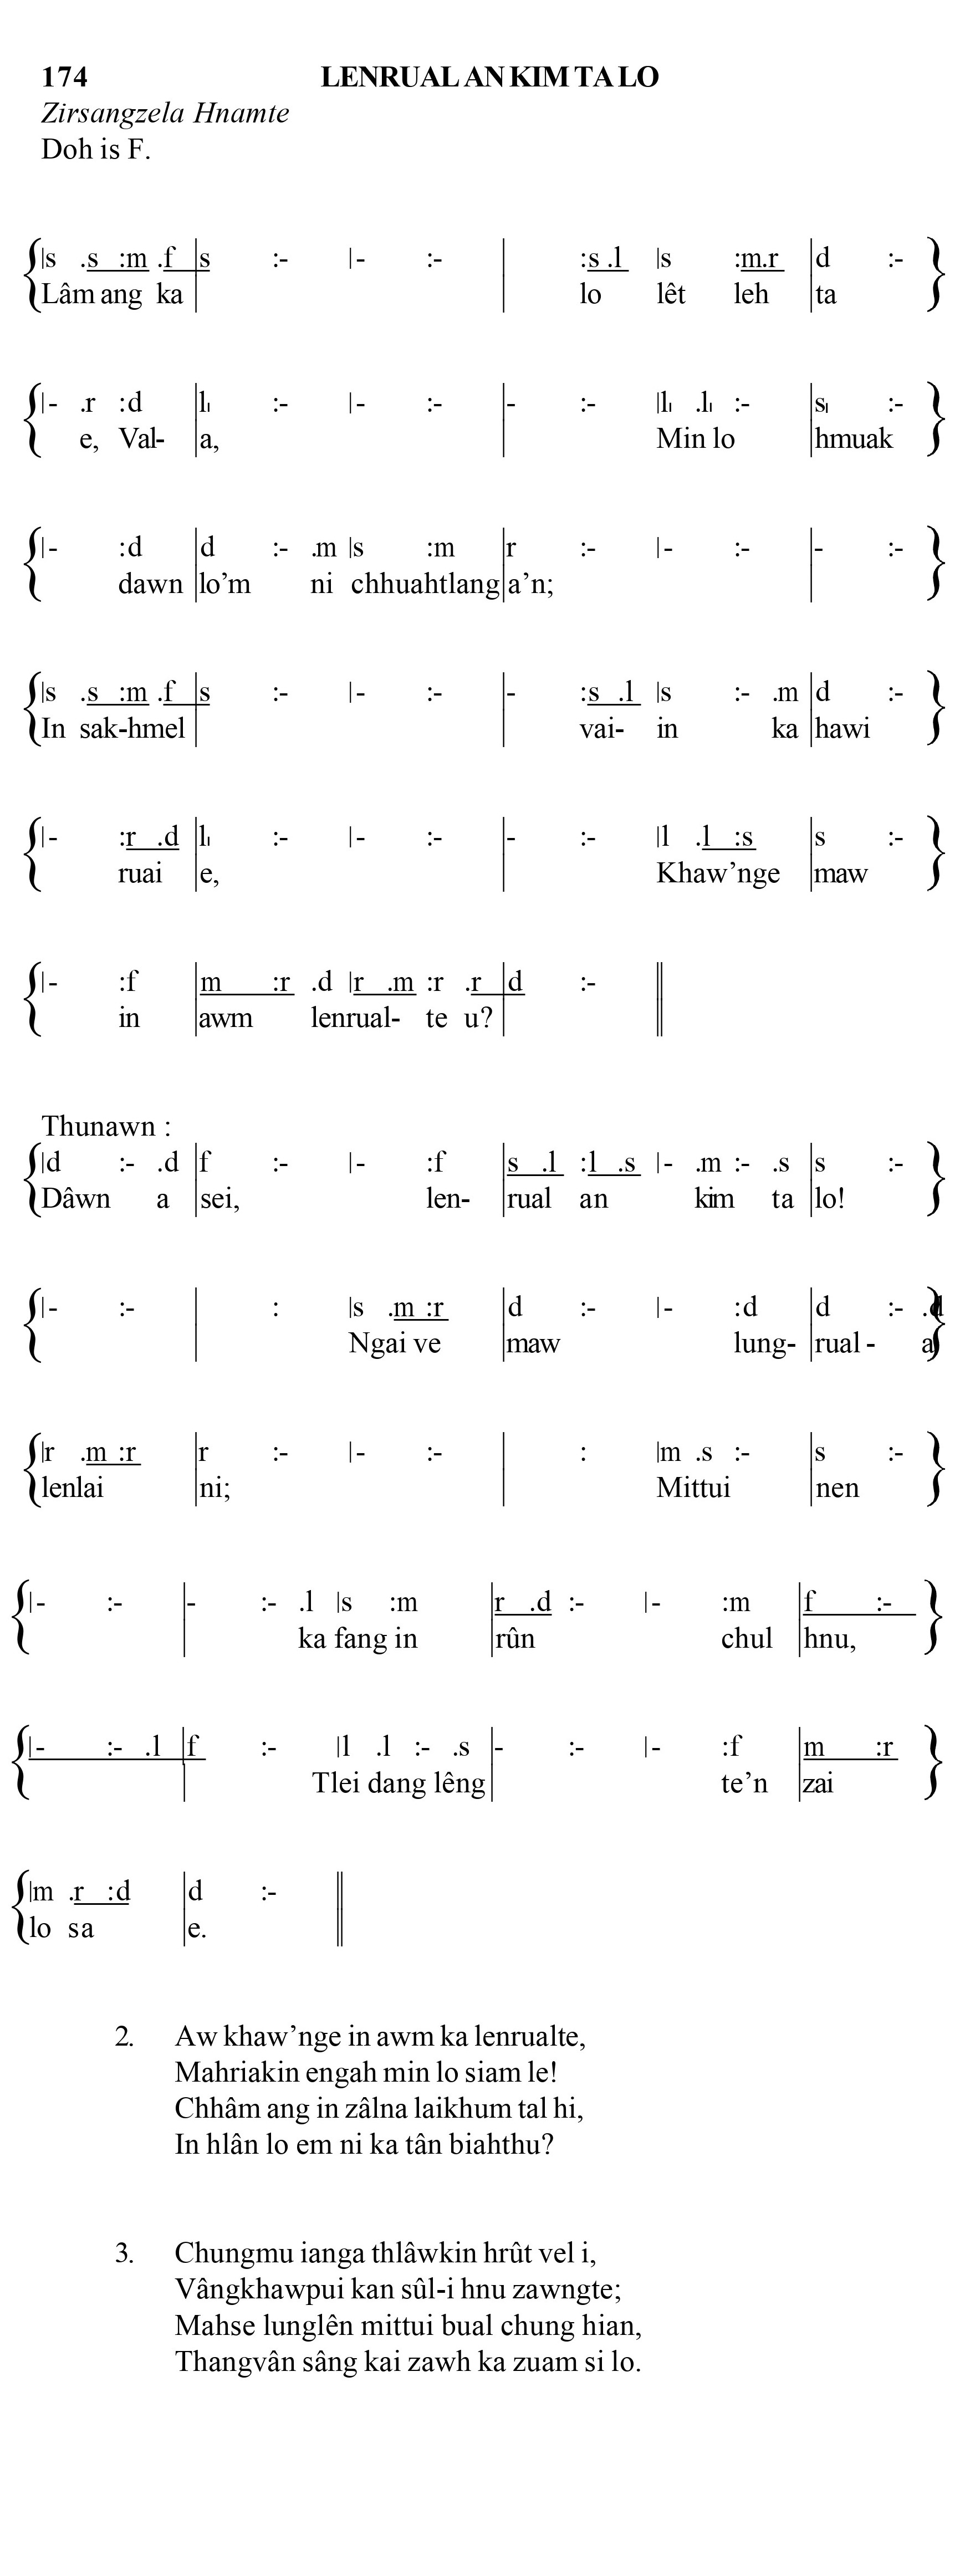 174 LENRUAL AN KIM TA LO
Zirsangzela Hnamte
Doh is F.
{|s .s :m .f |s :- |- :- | :s .l |s :m.r |d :- }
Lâm ang ka lo lêt leh ta
{|- .r :d |l₁ :- |- :- |- :- |l₁ .l₁ :- |s₁ :- }
e, Val- a, Min lo hmuak
{|- :d |d :- .m |s :m |r :- |- :- |- :- }
dawn lo’m ni chhuahtlang a’n;
{|s .s :m .f |s :- |- :- |- :s .l |s :- .m |d :- }
In sak-hmel vai- in ka hawi
{|- :r .d |l₁ :- |- :- |- :- |l .l :s |s :- }
ruai e, Khaw’nge maw
{|- :f |m :r .d |r .m :r .r |d :- ||
in awm lenrual- te u?
Thunawn :
{|d :- .d |f :- |- :f |s .l :l .s |- .m :- .s |s :- }
Dâwn a sei, len- rual an kim ta lo!
{|- :- | : |s .m :r |d :- |- :d |d :- .d }
Ngai ve maw lung- rual - a
{|r .m :r |r :- |- :- | : |m .s :- |s :- }
lenlai ni; Mittui nen
{|- :- |- :- .l |s :m |r .d :- |- :m |f :- }
ka fang in rûn chul hnu,
{|- :- .l |f :- |l .l :- .s |- :- |- :f |m :r }
Tlei dang lêng te’n zai
{|m .r :d |d :- ||
lo sa e.
2. Aw khaw’nge in awm ka lenrualte,
Mahriakin engah min lo siam le!
Chhâm ang in zâlna laikhum tal hi,
In hlân lo em ni ka tân biahthu?
3. Chungmu ianga thlâwkin hrût vel i,
Vângkhawpui kan sûl-i hnu zawngte;
Mahse lunglên mittui bual chung hian,
Thangvân sâng kai zawh ka zuam si lo.